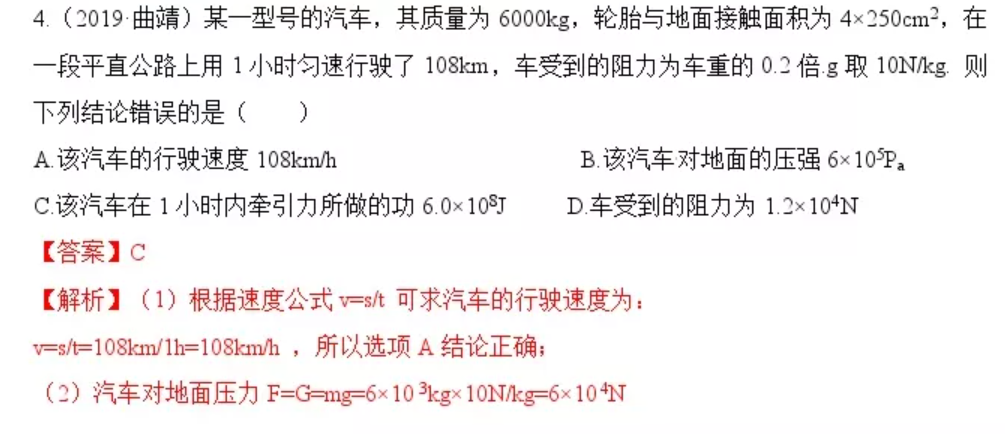 4.（2019·曲靖）某一型号的汽车，其质量为 6000kg，轮胎与地面接触面积为 4×250cm²，在
一段平直公路上用 1 小时匀速行驶了 108km，车受到的阻力为车重的 0.2 倍.g 取 10N/kg. 则
下列结论错误的是（　　）
A.该汽车的行驶速度 108km/h　　B.该汽车对地面的压强 6×10⁵Pₐ
C.该汽车在 1 小时内牵引力所做的功 6.0×10⁸J　　D.车受到的阻力为 1.2×10⁴N
【答案】C
【解析】（1）根据速度公式 v=s/t 可求汽车的行驶速度为：
v=s/t=108km/1h=108km/h ，所以选项 A 结论正确；
（2）汽车对地面压力 F=G=mg=6×10³kg×10N/kg=6×10⁴N